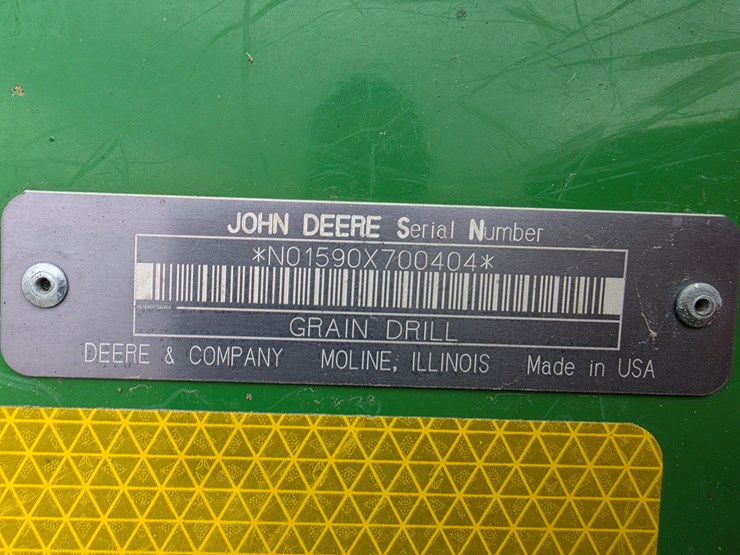 JOHN DEERE Serial Number
*N01590X700404*
GRAIN DRILL
DEERE & COMPANY MOLINE, ILLINOIS Made in USA